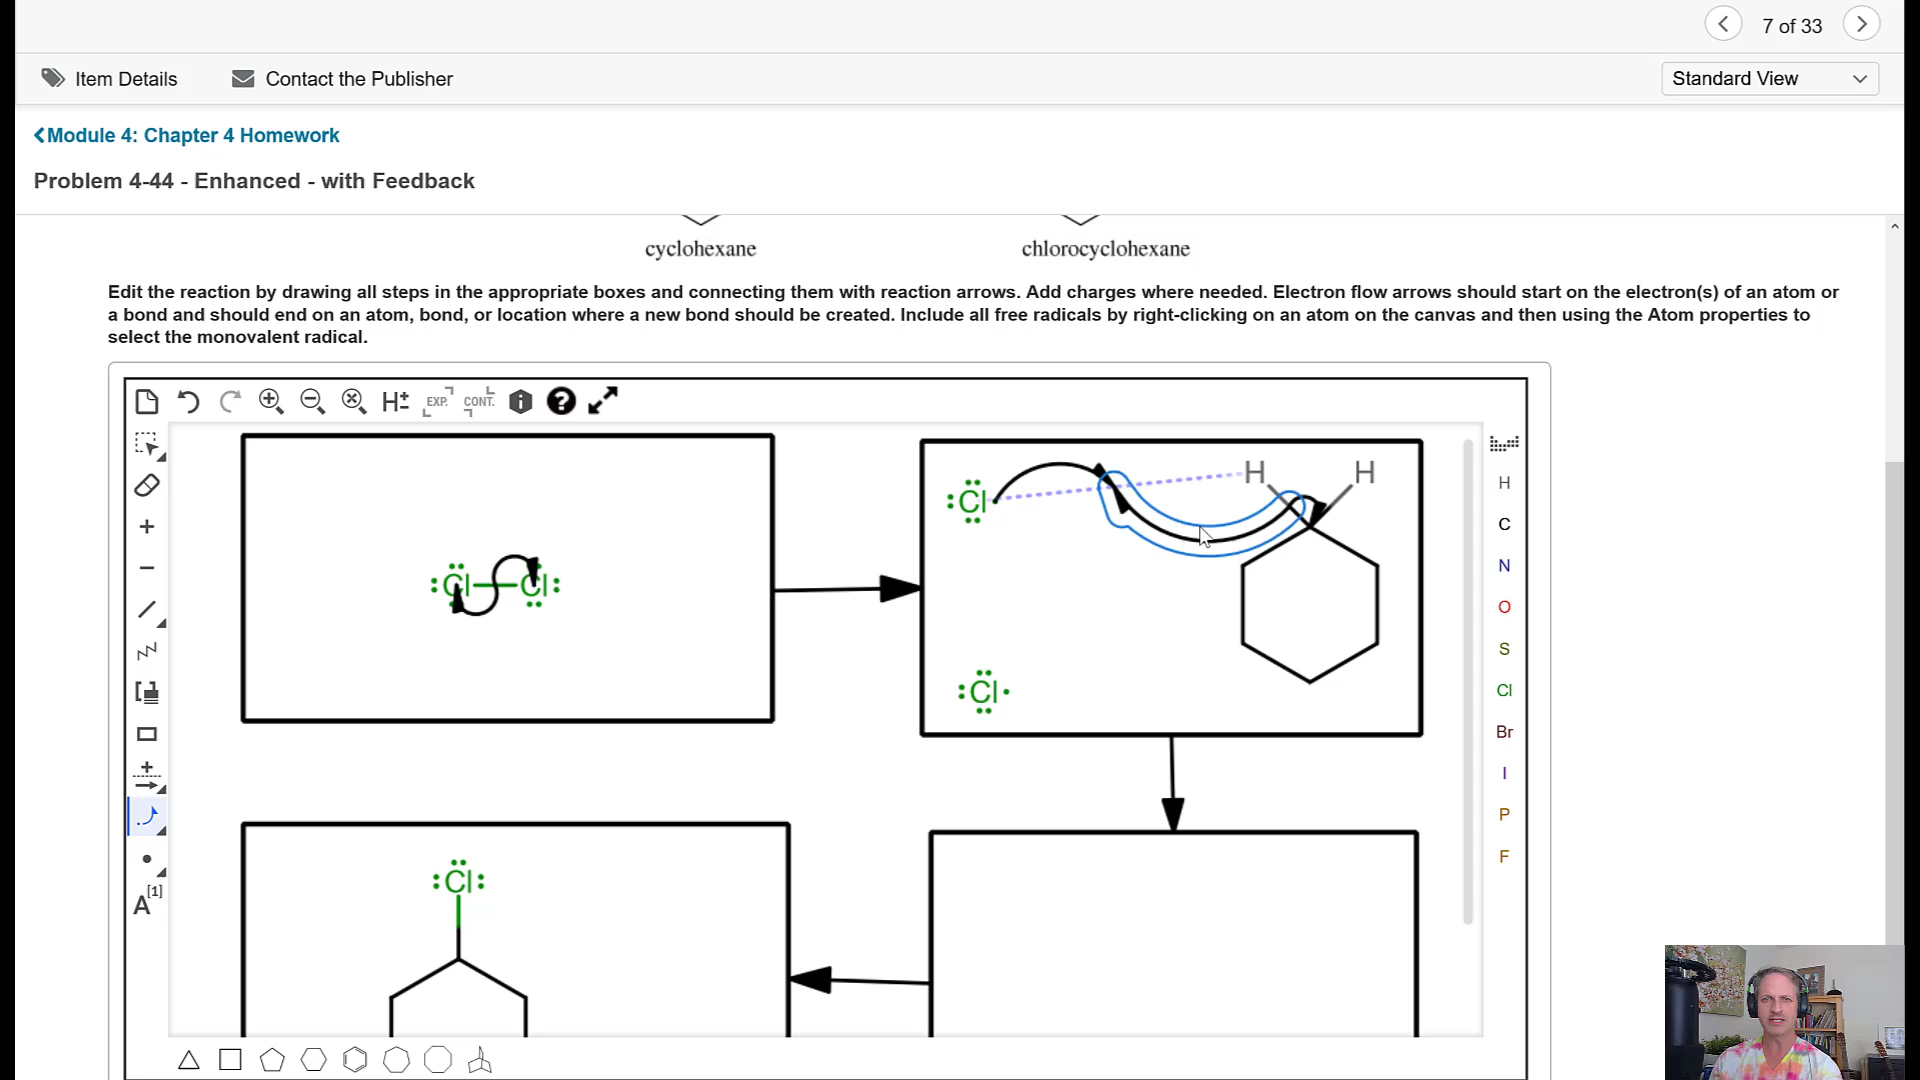 7 of 33
Item Details
Contact the Publisher
Standard View
Module 4: Chapter 4 Homework
Problem 4-44 - Enhanced - with Feedback
cyclohexane
chlorocyclohexane
Edit the reaction by drawing all steps in the appropriate boxes and connecting them with reaction arrows. Add charges where needed. Electron flow arrows should start on the electron(s) of an atom or
a bond and should end on an atom, bond, or location where a new bond should be created. Include all free radicals by right-clicking on an atom on the canvas and then using the Atom properties to
select the monovalent radical.
H±
EXP.
CONT.
Cl
H
H
Cl
Cl
Cl
Cl
A[1]
H
C
N
O
S
Cl
Br
I
P
F